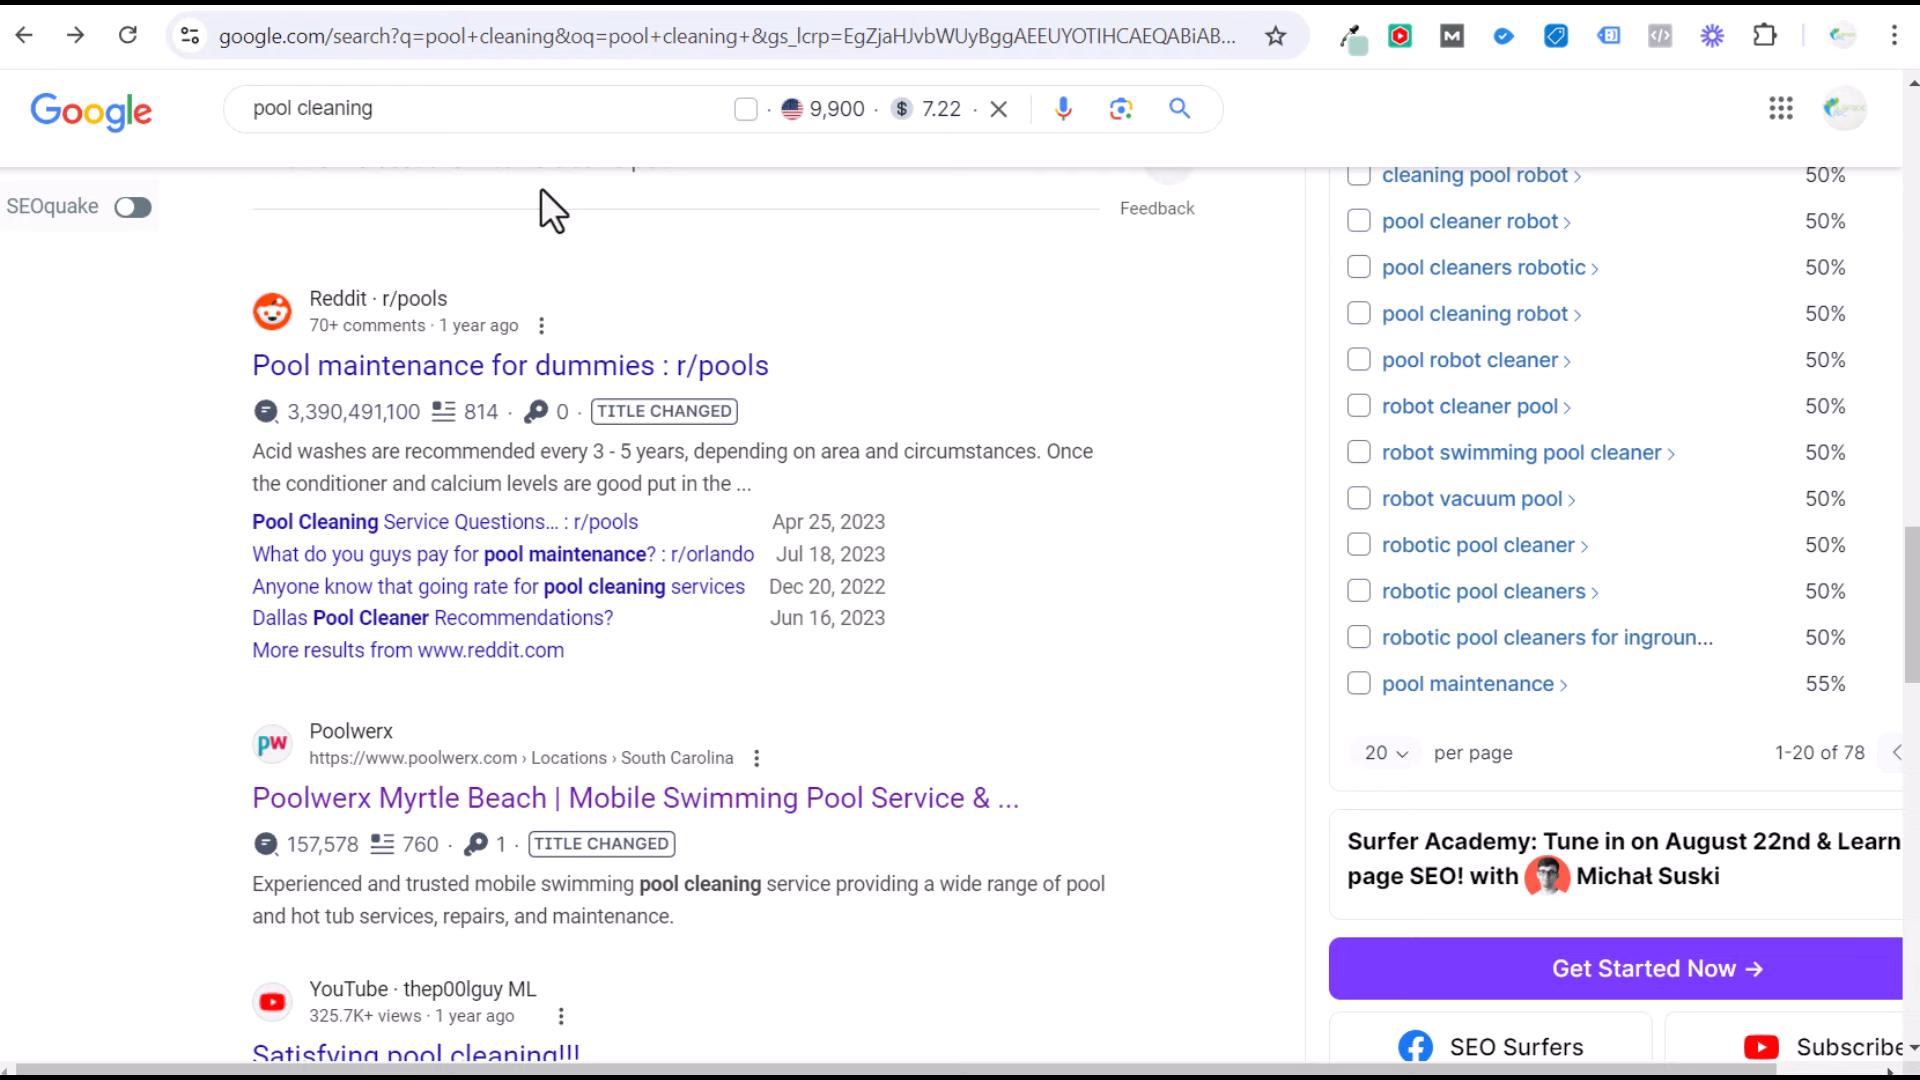 google.com/search?q=pool+cleaning&oq=pool+cleaning+&gs_lcrp=EgZjaHJvbWUyBggAEEUYOTIHCAEQABiAB...
Google
pool cleaning
9,900 · $ 7.22
SEOquake
Feedback
Reddit · r/pools
70+ comments · 1 year ago
Pool maintenance for dummies : r/pools
3,390,491,100 814 · 0 · TITLE CHANGED
Acid washes are recommended every 3 - 5 years, depending on area and circumstances. Once
the conditioner and calcium levels are good put in the ...
Pool Cleaning Service Questions... : r/pools Apr 25, 2023
What do you guys pay for pool maintenance? : r/orlando Jul 18, 2023
Anyone know that going rate for pool cleaning services Dec 20, 2022
Dallas Pool Cleaner Recommendations? Jun 16, 2023
More results from www.reddit.com
PW
Poolwerx
https://www.poolwerx.com › Locations › South Carolina
Poolwerx Myrtle Beach | Mobile Swimming Pool Service & ...
157,578 760 · 1 · TITLE CHANGED
Experienced and trusted mobile swimming pool cleaning service providing a wide range of pool
and hot tub services, repairs, and maintenance.
YouTube · thep00lguy ML
325.7K+ views · 1 year ago
Satisfying pool cleaning!!!
cleaning pool robot › 50%
pool cleaner robot › 50%
pool cleaners robotic › 50%
pool cleaning robot › 50%
pool robot cleaner › 50%
robot cleaner pool › 50%
robot swimming pool cleaner › 50%
robot vacuum pool › 50%
robotic pool cleaner › 50%
robotic pool cleaners › 50%
robotic pool cleaners for ingroun... 50%
pool maintenance › 55%
20 per page 1-20 of 78
Surfer Academy: Tune in on August 22nd & Learn
page SEO! with Michał Suski
Get Started Now →
SEO Surfers
Subscribe